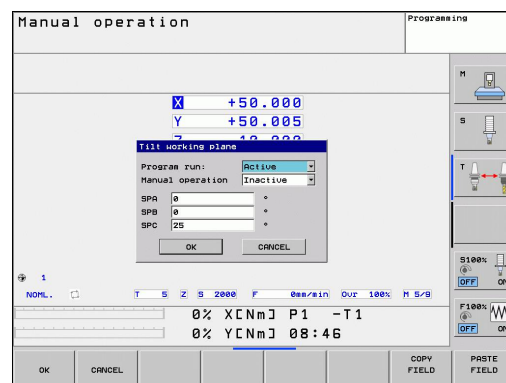 Manual operation
Programming
M
X +50.000
Y +50.005
S
Tilt working plane
Program run: Active
Manual operation Inactive
T
SPA 0 °
SPB 0 °
SPC 25 °
OK CANCEL
S100%
OFF ON
1
NOML. T 5 Z S 2000 F 0mm/min Ovr 100% M 5/9
0% X[Nm] P1 -T1
0% Y[Nm] 08:46
F100%
OFF ON
OK CANCEL COPY FIELD PASTE FIELD